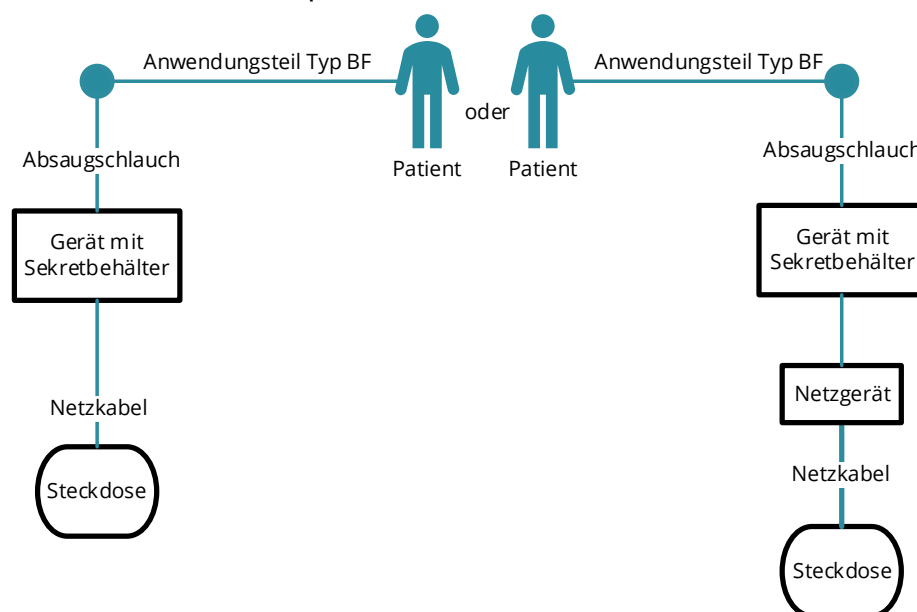 Anwendungsteil Typ BF
Anwendungsteil Typ BF
oder
Patient
Patient
Absaugschlauch
Absaugschlauch
Gerät mit
Sekretbehälter
Gerät mit
Sekretbehälter
Netzgerät
Netzkabel
Netzkabel
Steckdose
Steckdose